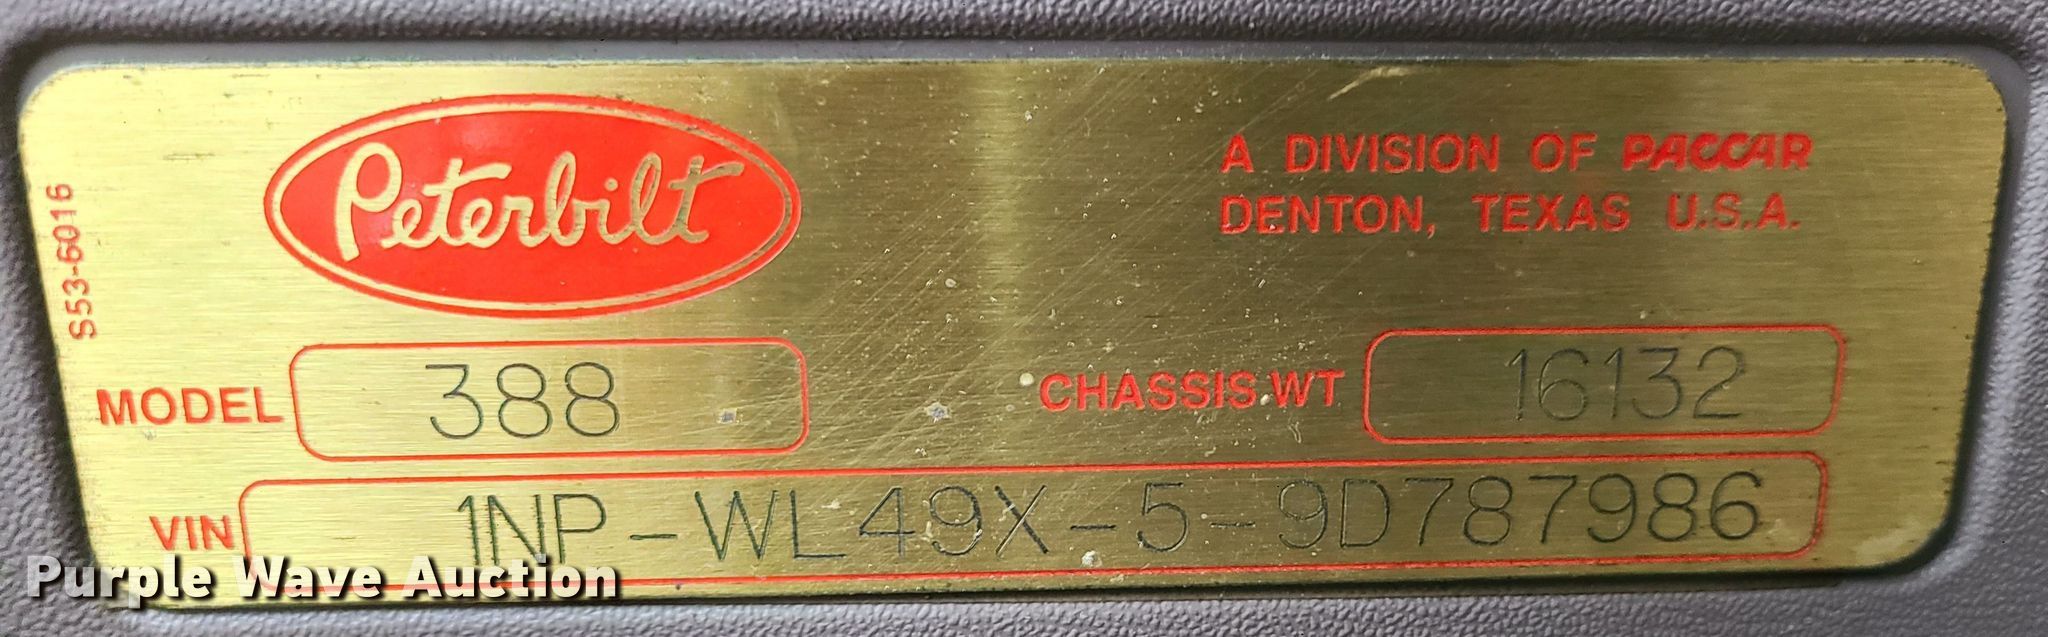 Peterbilt
A DIVISION OF PACCAR
DENTON, TEXAS U.S.A.
S53-6016
MODEL 388
CHASSIS WT 16132
VIN 1NP-WL49X-5-9D787986
Purple Wave Auction